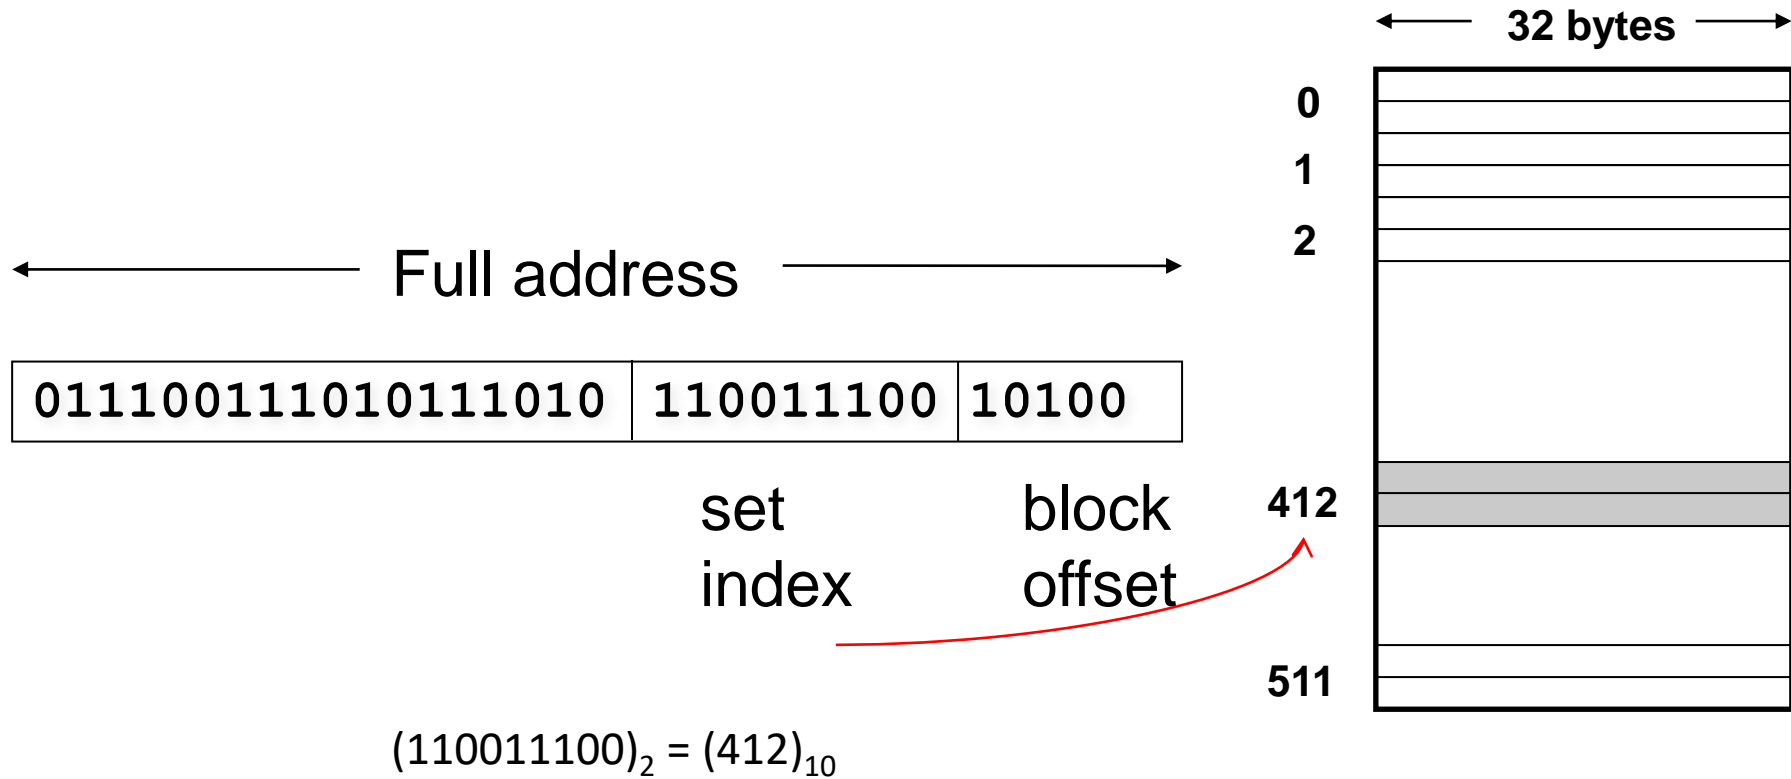 32 bytes
0
1
2
Full address
011100111010111010 110011100 10100
set block
index offset
412
511
(110011100)₂ = (412)₁₀